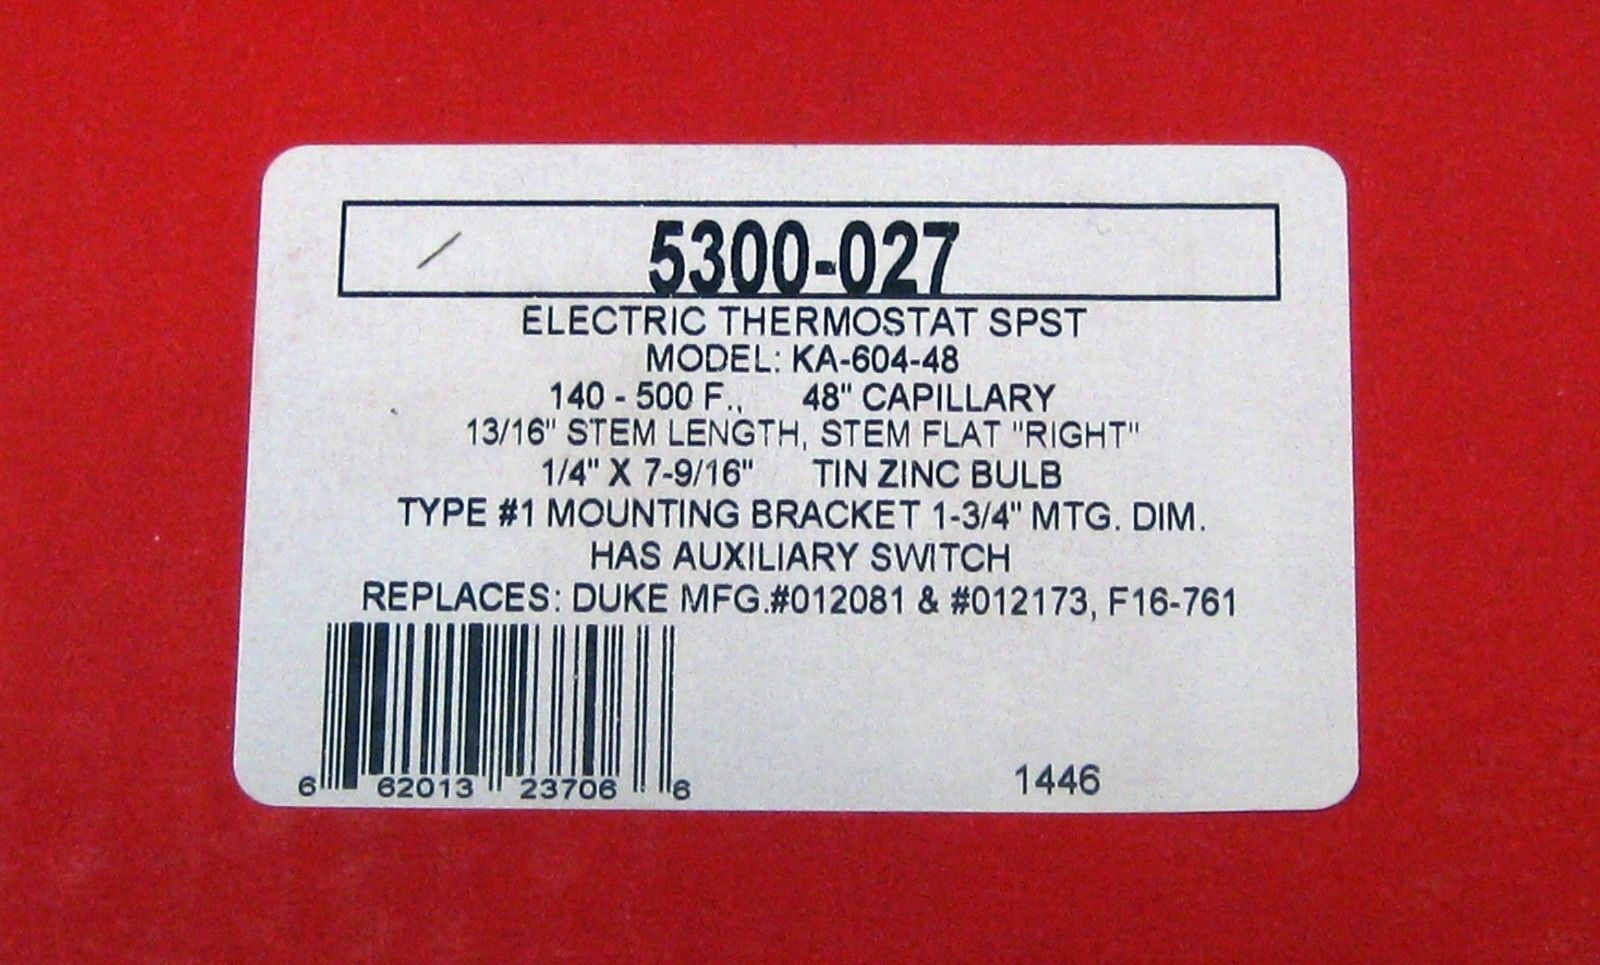 5300-027
ELECTRIC THERMOSTAT SPST
MODEL: KA-604-48
140 - 500 F., 48" CAPILLARY
13/16" STEM LENGTH, STEM FLAT "RIGHT"
1/4" X 7-9/16" TIN ZINC BULB
TYPE #1 MOUNTING BRACKET 1-3/4" MTG. DIM.
HAS AUXILIARY SWITCH
REPLACES: DUKE MFG.#012081 & #012173, F16-761
6 62013 23706 6
1446